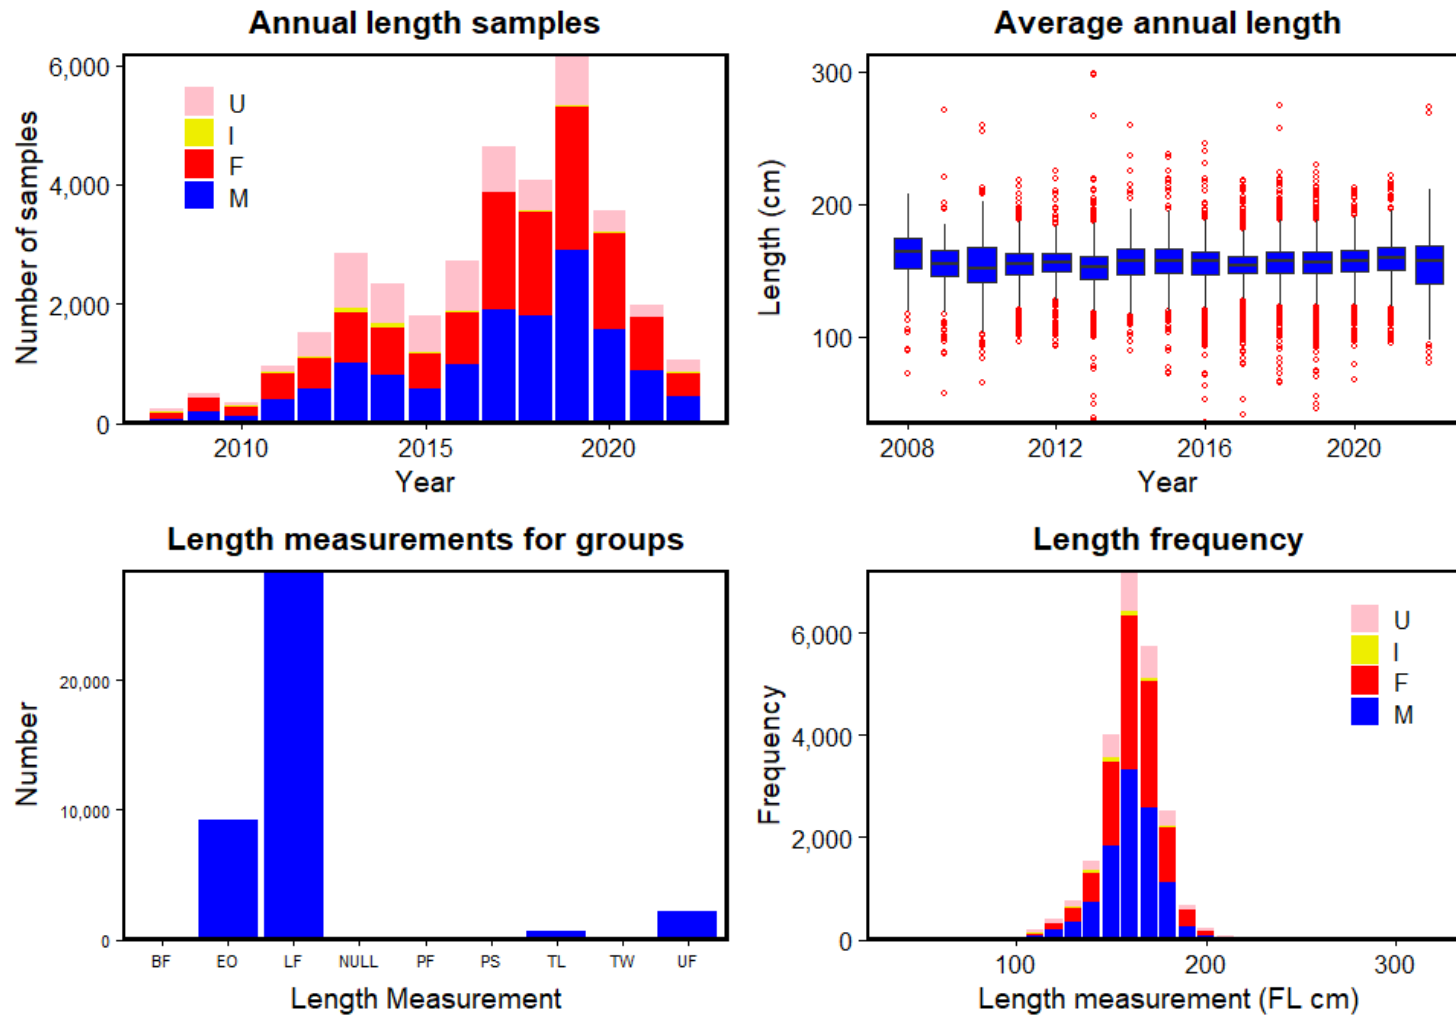 Annual length samples
Number of samples
6,000
4,000
2,000
0
U
I
F
M
2010 2015 2020
Year
Average annual length
Length (cm)
300
200
100
2008 2012 2016 2020
Year
Length measurements for groups
Number
20,000
10,000
0
BF EO LF NULL PF PS TL TW UF
Length Measurement
Length frequency
Frequency
6,000
4,000
2,000
0
U
I
F
M
100 200 300
Length measurement (FL cm)